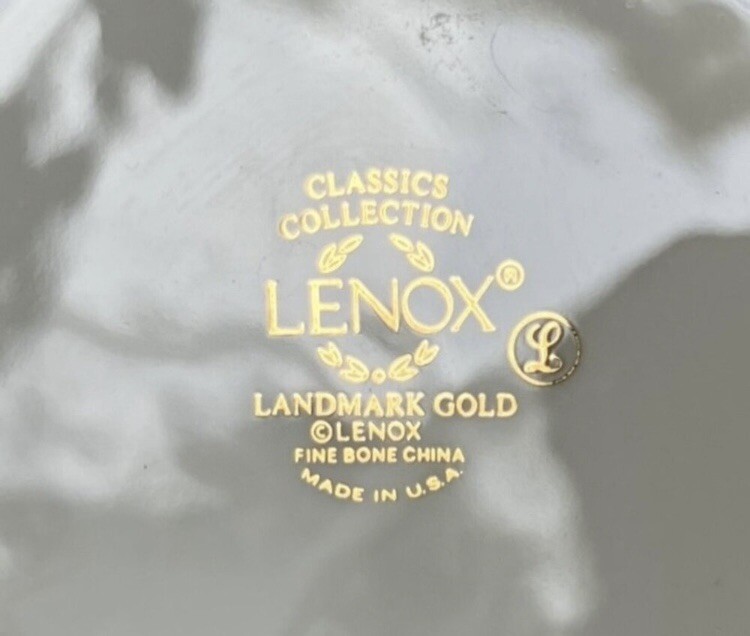 CLASSICS
COLLECTION
LENOX®
L
LANDMARK GOLD
©LENOX
FINE BONE CHINA
MADE IN U.S.A.